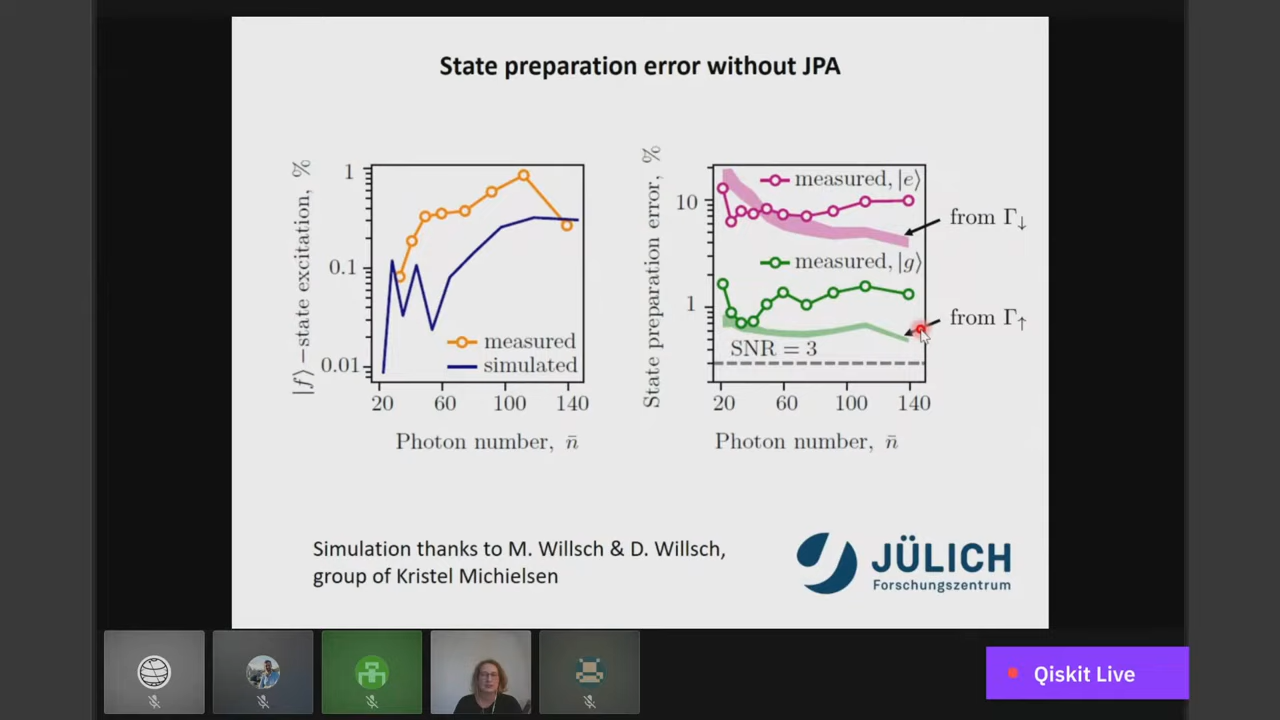 State preparation error without JPA
|f⟩−state excitation, %
1
0.1
0.01
measured
simulated
20 60 100 140
Photon number, n̄
State preparation error, %
10
1
measured, |e⟩
measured, |g⟩
SNR = 3
from Γ↓
from Γ↑
20 60 100 140
Photon number, n̄
Simulation thanks to M. Willsch & D. Willsch,
group of Kristel Michielsen
JÜLICH
Forschungszentrum
Qiskit Live